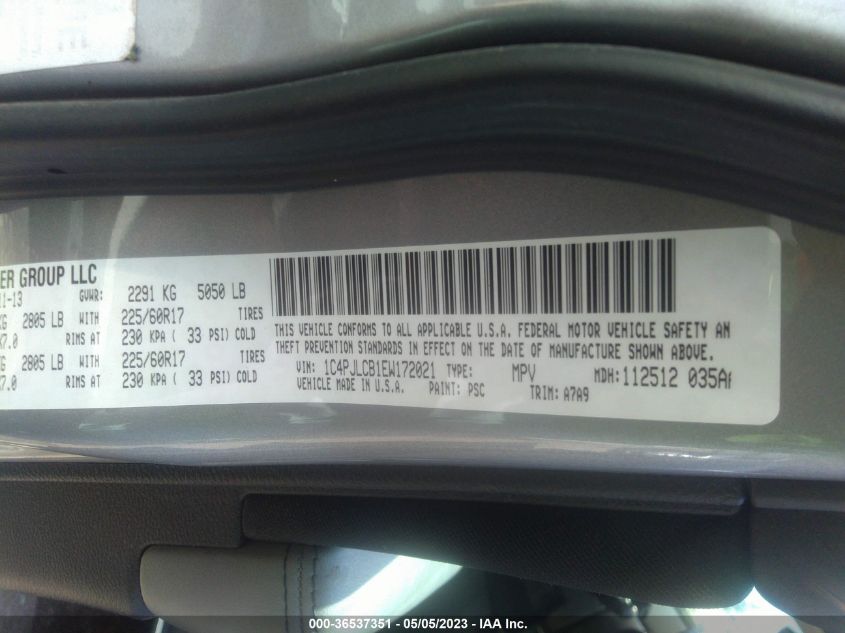 ER GROUP LLC
1-13 GVWR: 2291 KG 5050 LB
KG 2805 LB WITH 225/60R17 TIRES
X7.0 RIMS AT 230 KPA ( 33 PSI) COLD
KG 2805 LB WITH 225/60R17 TIRES
X7.0 RIMS AT 230 KPA ( 33 PSI) COLD
THIS VEHICLE CONFORMS TO ALL APPLICABLE U.S.A. FEDERAL MOTOR VEHICLE SAFETY AN
THEFT PREVENTION STANDARDS IN EFFECT ON THE DATE OF MANUFACTURE SHOWN ABOVE.
VIN: 1C4PJLCB1EW172021 TYPE: MPV MDH: 112512 035A
VEHICLE MADE IN U.S.A. PAINT: PSC TRIM: A7A9
000-36537351 - 05/05/2023 - IAA Inc.